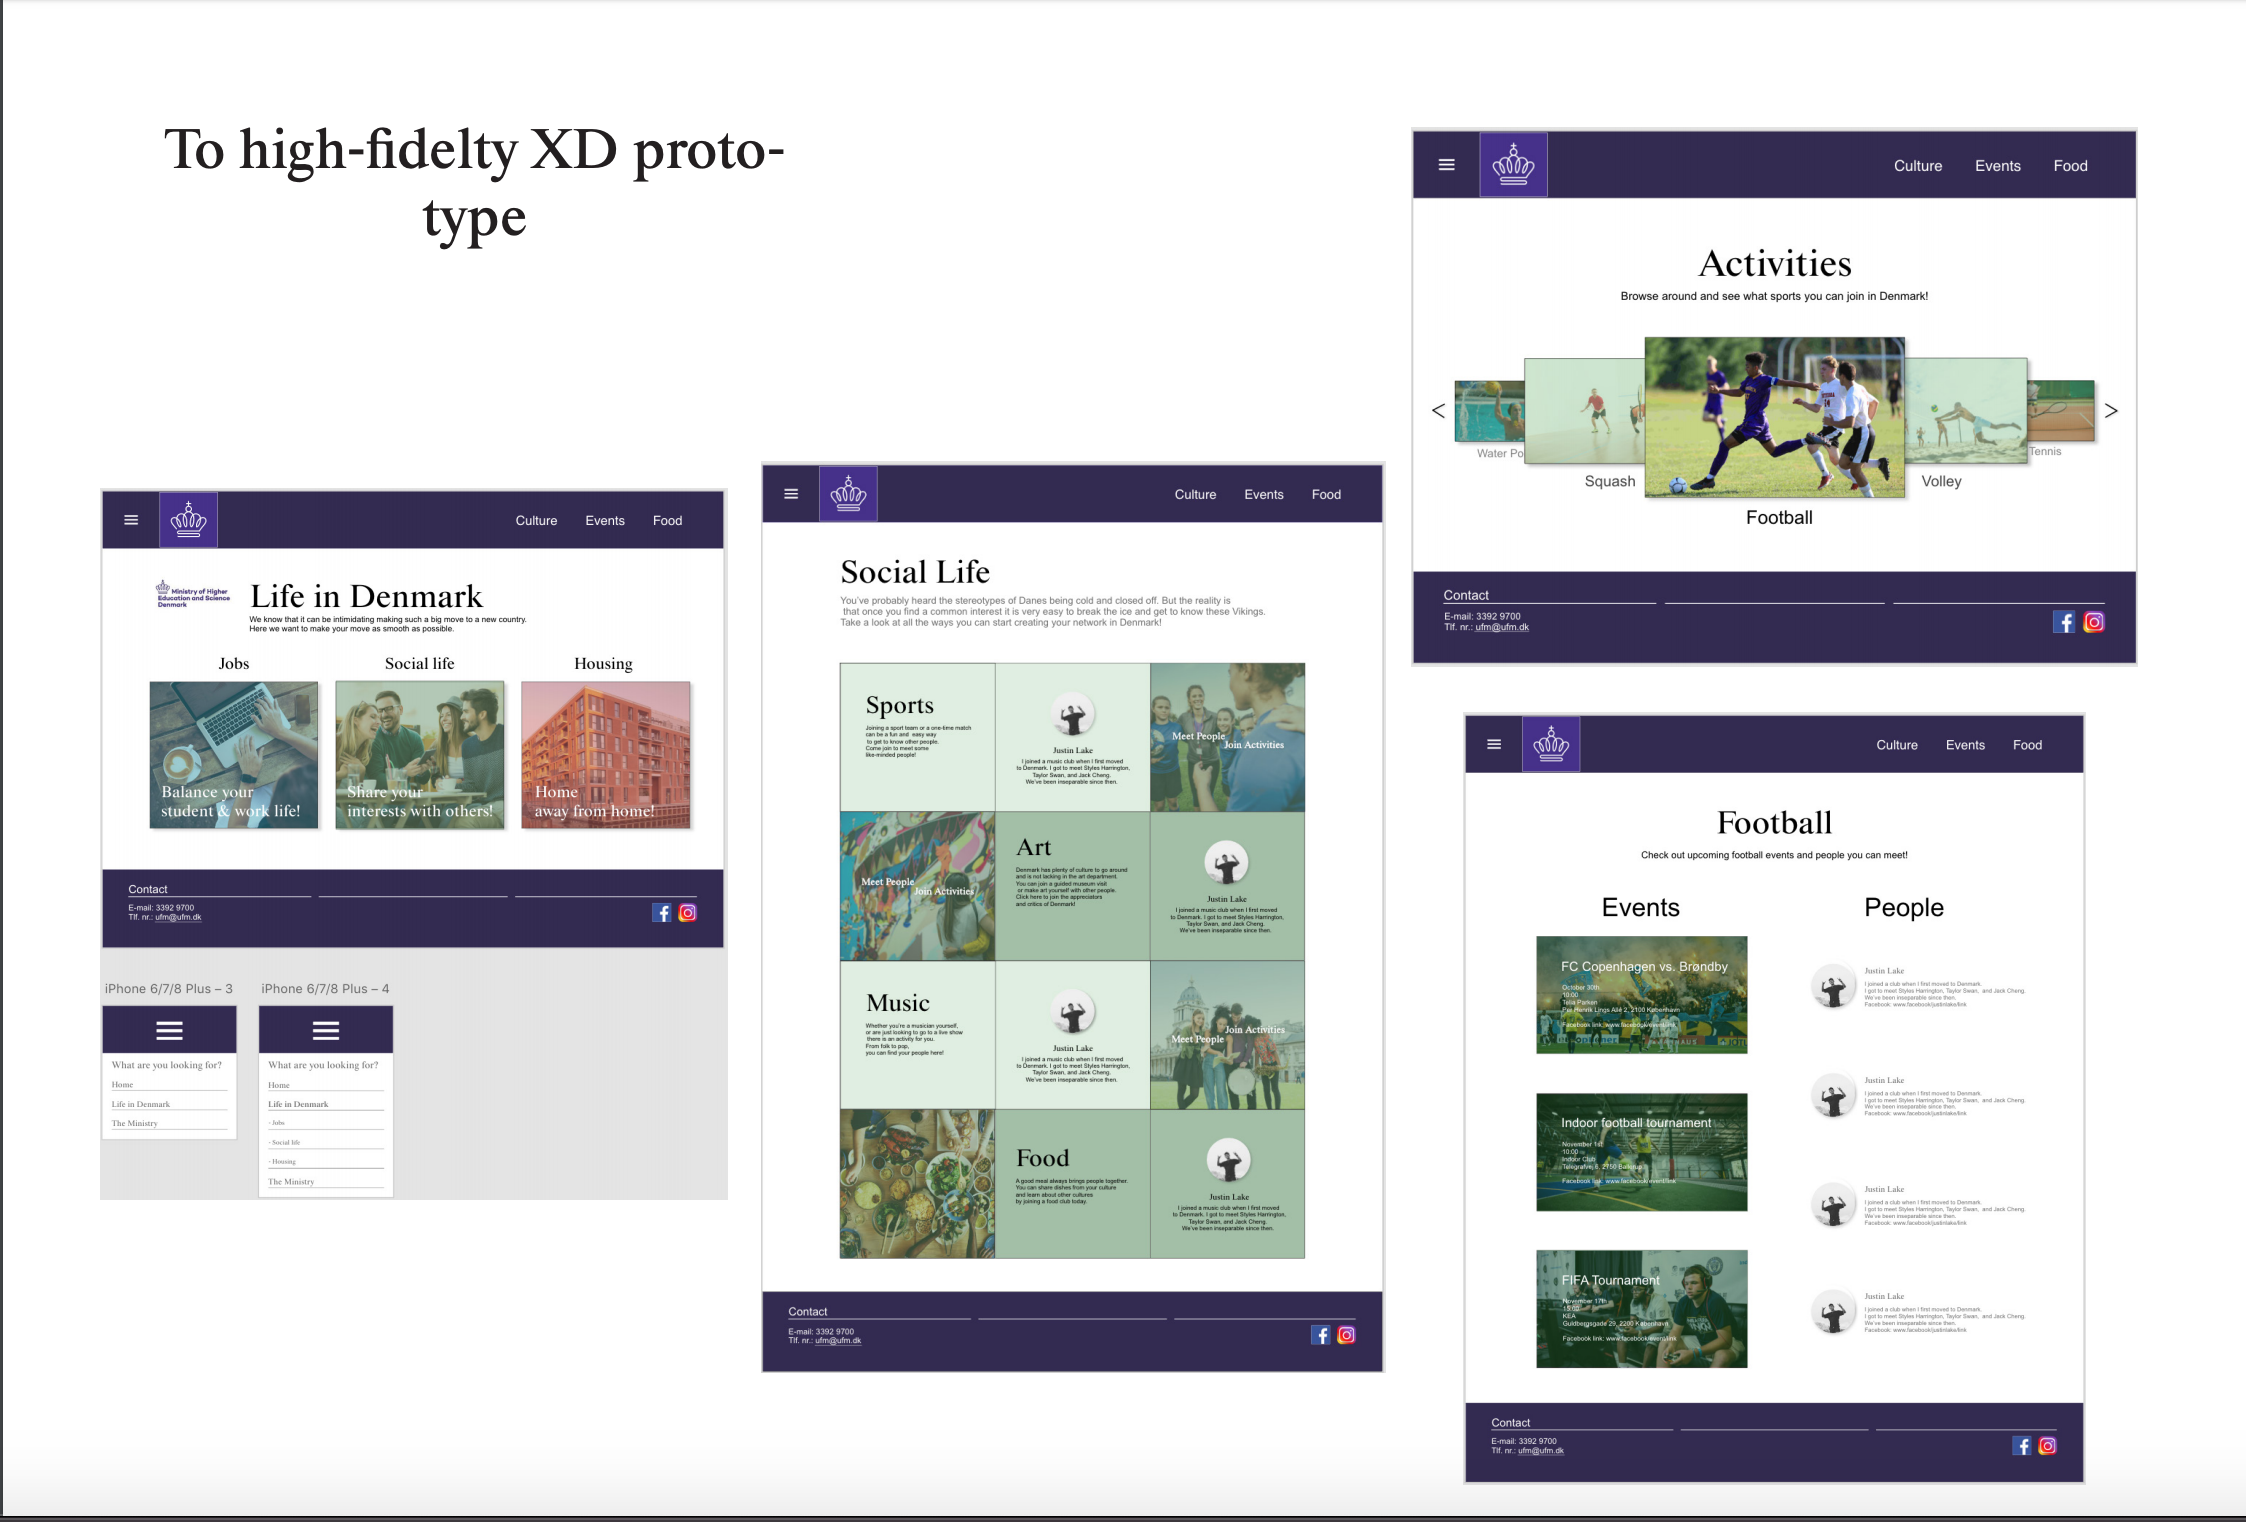 To high-fidelty XD proto-
type
Culture Events Food
Ministry of Higher
Education and Science
Denmark
Life in Denmark
We know that it can be intimidating making such a big move to a new country.
Here we want to make your move as smooth as possible.
Jobs
Social life
Housing
Balance your
student & work life!
Share your
interests with others!
Home
away from home!
Contact
E-mail: 3392 9700
Tlf. nr.: ufm@ufm.dk
iPhone 6/7/8 Plus – 3
What are you looking for?
Home
Life in Denmark
The Ministry
iPhone 6/7/8 Plus – 4
What are you looking for?
Home
Life in Denmark
- Jobs
- Social life
- Housing
The Ministry
Culture Events Food
Social Life
You've probably heard the stereotypes of Danes being cold and closed off. But the reality is
that once you find a common interest it is very easy to break the ice and get to know these Vikings.
Take a look at all the ways you can start creating your network in Denmark!
Sports
Joining a sport team or a one-time match
can be a fun and easy way
to get to know other people.
Come join to meet some
like-minded people!
Justin Lake
I joined a music club when I first moved
to Denmark. I got to meet Styles Harrington,
Taylor Swan, and Jack Cheng.
We've been inseparable since then.
Meet People
Join Activities
Meet People
Join Activities
Art
Denmark has plenty of culture to go around
and is not lacking in the art department.
You can join a guided museum visit
or make art yourself with other people.
Click here to join the appreciators
and critics of Denmark!
Justin Lake
I joined a music club when I first moved
to Denmark. I got to meet Styles Harrington,
Taylor Swan, and Jack Cheng.
We've been inseparable since then.
Music
Whether you're a musician yourself,
or are just looking to go to a live show
there is an activity for you.
From folk to pop,
you can find your people here!
Justin Lake
I joined a music club when I first moved
to Denmark. I got to meet Styles Harrington,
Taylor Swan, and Jack Cheng.
We've been inseparable since then.
Join Activities
Meet People
Food
A good meal always brings people together.
You can share dishes from your culture
and learn about other cultures
by joining a food club today.
Justin Lake
I joined a music club when I first moved
to Denmark. I got to meet Styles Harrington,
Taylor Swan, and Jack Cheng.
We've been inseparable since then.
Contact
E-mail: 3392 9700
Tlf. nr.: ufm@ufm.dk
Culture Events Food
Activities
Browse around and see what sports you can join in Denmark!
< >
Water Po
Squash
Football
Volley
Tennis
Contact
E-mail: 3392 9700
Tlf. nr.: ufm@ufm.dk
Culture Events Food
Football
Check out upcoming football events and people you can meet!
Events
FC Copenhagen vs. Brøndby
October 30th
10:00
Telia Parken
Per Henrik Lings Allé 2, 2100 København
Facebook link: www.facebook/event/link
Indoor football tournament
November 1st
10:00
Indoor Club
Telegrafvej 6, 2750 Ballerup
Facebook link: www.facebook/event/link
FIFA Tournament
November 17th
15:00
KEA
Guldbergsgade 29, 2200 København
Facebook link: www.facebook/event/link
People
Justin Lake
I joined a club when I first moved to Denmark.
I got to meet Styles Harrington, Taylor Swan, and Jack Cheng.
We've been inseparable since then.
Facebook: www.facebook/justinlake/link
Justin Lake
I joined a club when I first moved to Denmark.
I got to meet Styles Harrington, Taylor Swan, and Jack Cheng.
We've been inseparable since then.
Facebook: www.facebook/justinlake/link
Justin Lake
I joined a club when I first moved to Denmark.
I got to meet Styles Harrington, Taylor Swan, and Jack Cheng.
We've been inseparable since then.
Facebook: www.facebook/justinlake/link
Justin Lake
I joined a club when I first moved to Denmark.
I got to meet Styles Harrington, Taylor Swan, and Jack Cheng.
We've been inseparable since then.
Facebook: www.facebook/justinlake/link
Contact
E-mail: 3392 9700
Tlf. nr.: ufm@ufm.dk